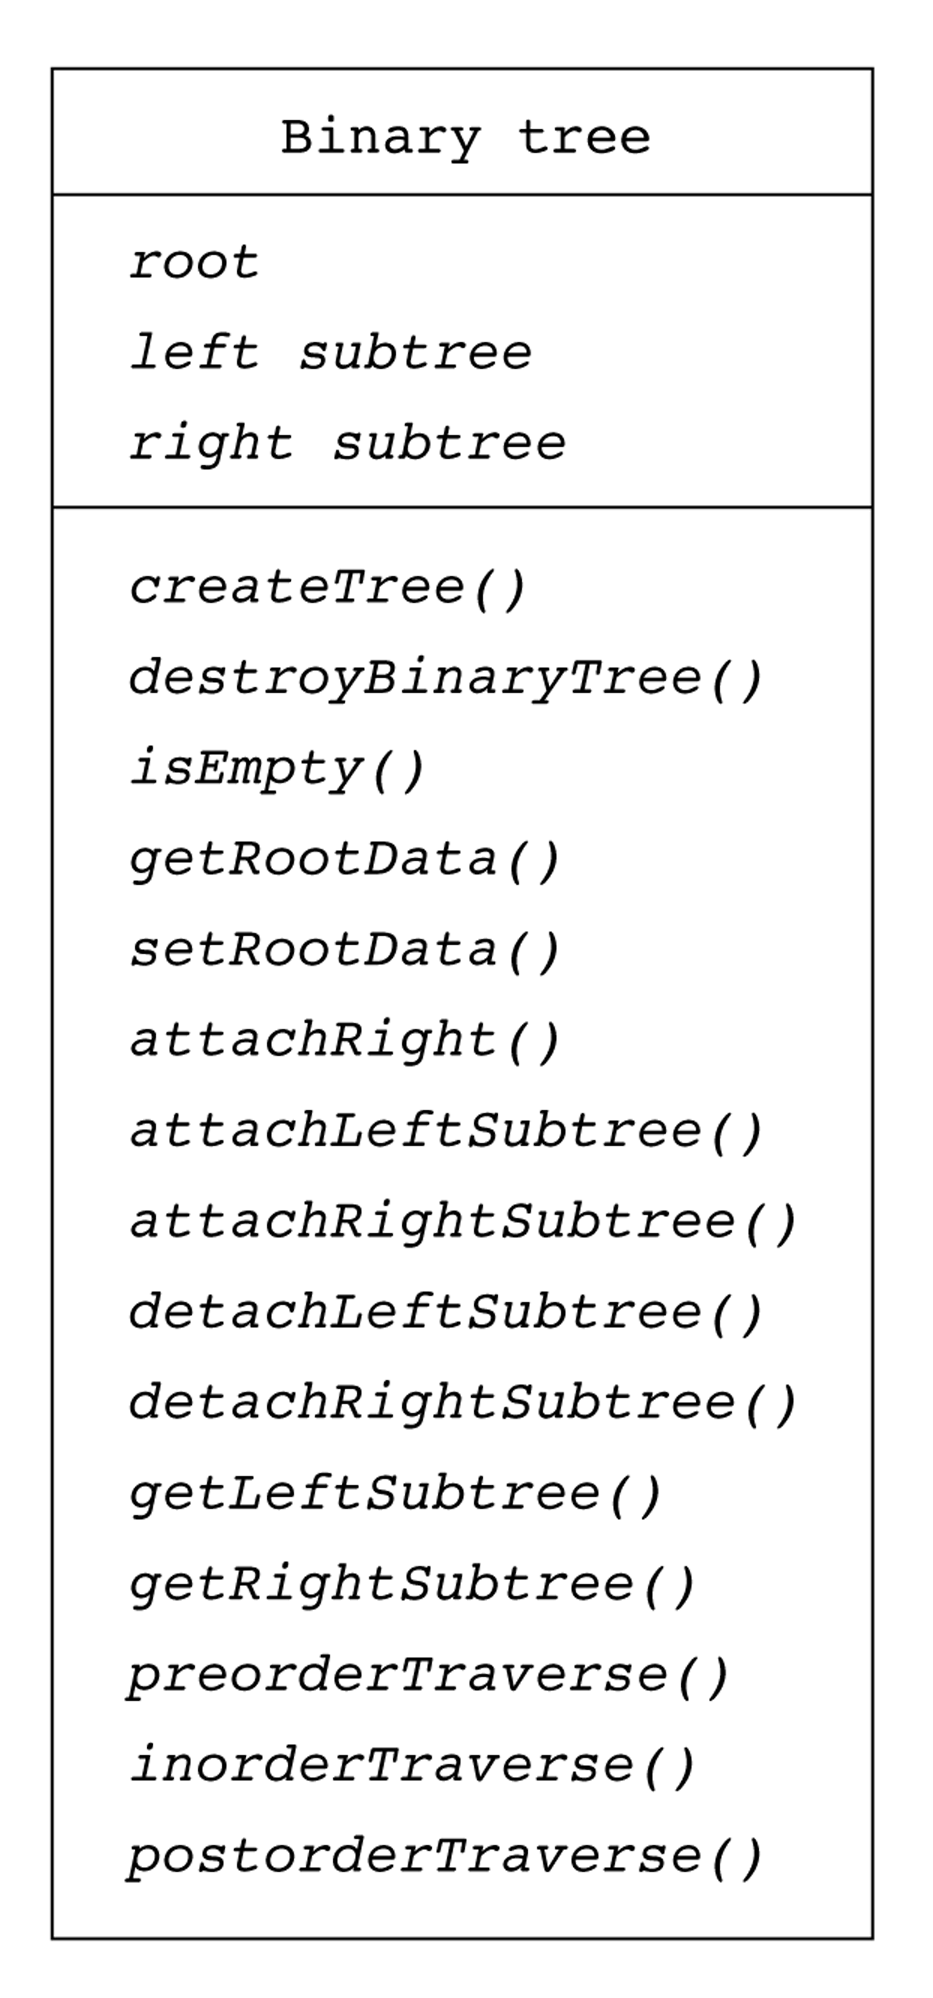 Binary tree
root
left subtree
right subtree
createTree()
destroyBinaryTree()
isEmpty()
getRootData()
setRootData()
attachRight()
attachLeftSubtree()
attachRightSubtree()
detachLeftSubtree()
detachRightSubtree()
getLeftSubtree()
getRightSubtree()
preorderTraverse()
inorderTraverse()
postorderTraverse()